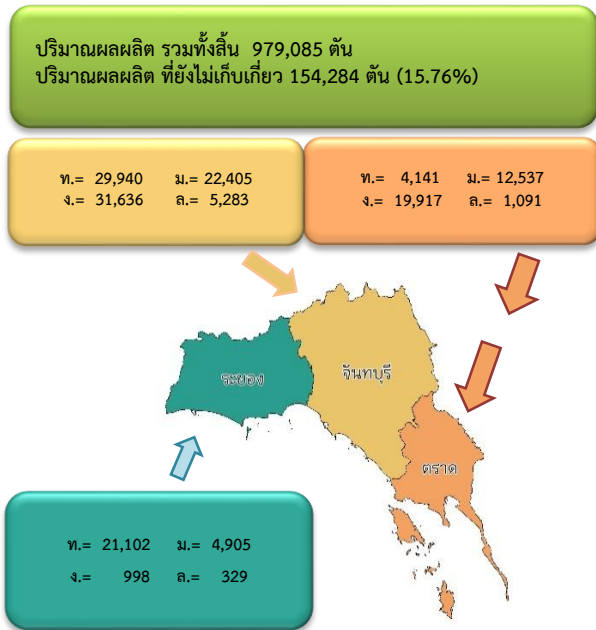 ปริมาณผลผลิต รวมทั้งสิ้น 979,085 ตัน
ปริมาณผลผลิต ที่ยังไม่เก็บเกี่ยว 154,284 ตัน (15.76%)
ท.= 29,940 ม.= 22,405
ง.= 31,636 ล.= 5,283
ท.= 4,141 ม.= 12,537
ง.= 19,917 ล.= 1,091
ระยอง
จันทบุรี
ตราด
ท.= 21,102 ม.= 4,905
ง.= 998 ล.= 329